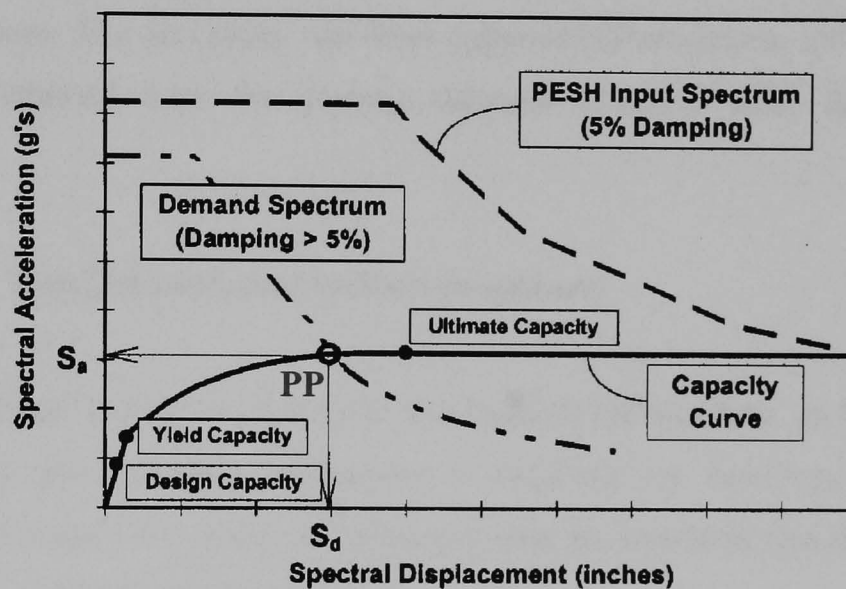 PESH Input Spectrum
(5% Damping)
Demand Spectrum
(Damping > 5%)
Spectral Acceleration (g's)
Ultimate Capacity
Sa
PP
Capacity
Curve
Yield Capacity
Design Capacity
Sd
Spectral Displacement (inches)